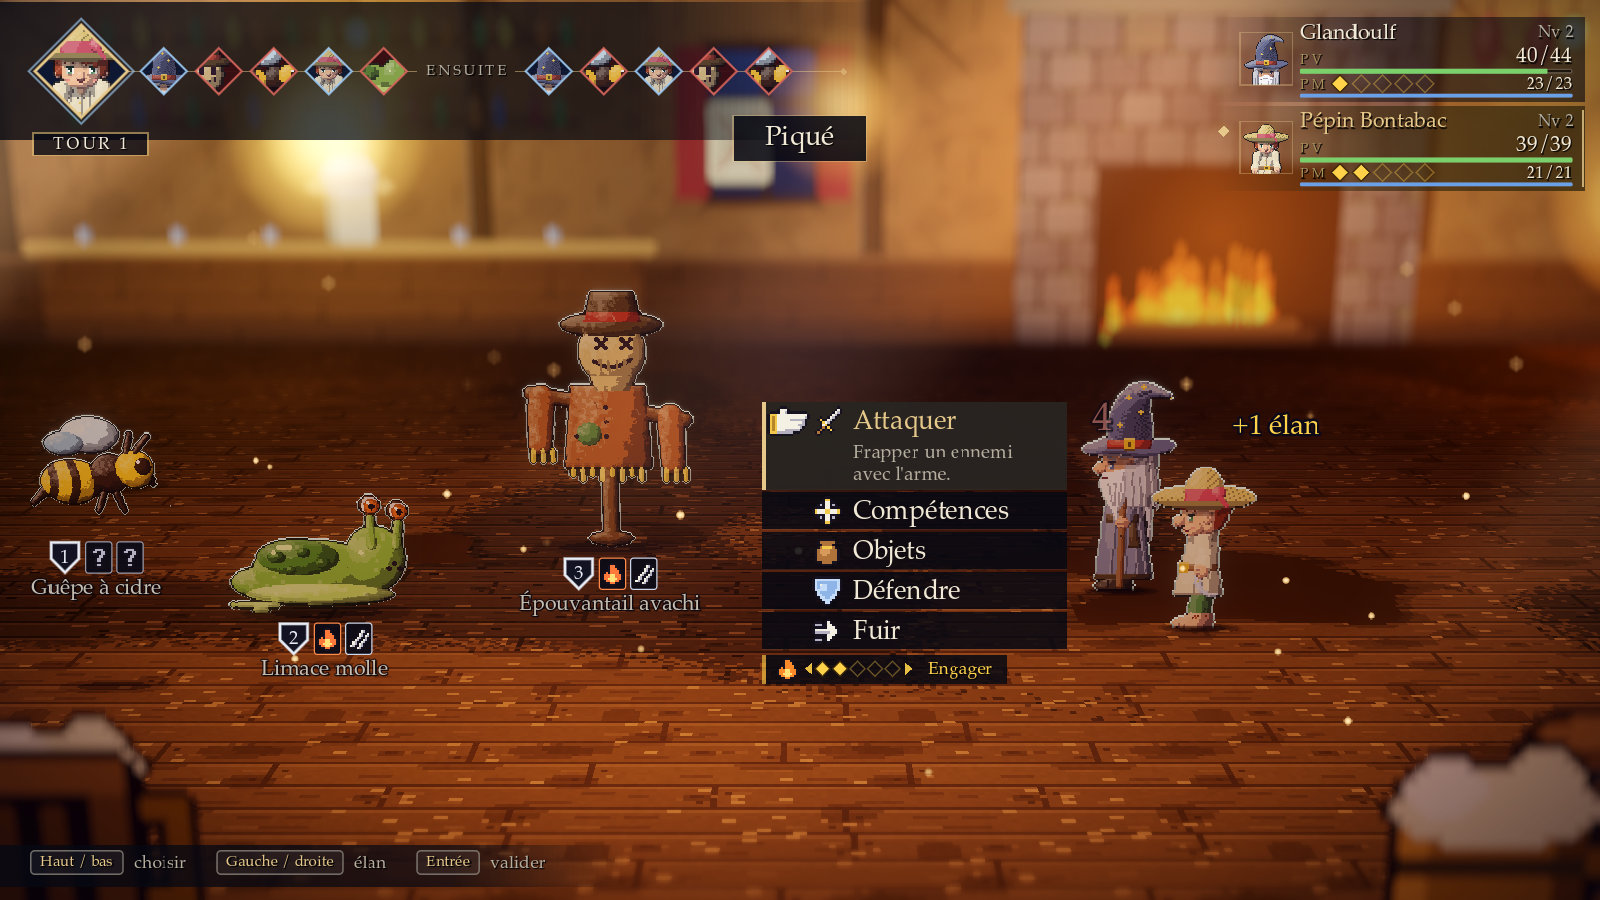 ENSUITE
TOUR 1
Piqué
Glandoulf Nv 2
PV 40/44
PM 23/23
Pépin Bontabac Nv 2
PV 39/39
PM 21/21
4
+1 élan
Attaquer
Frapper un ennemi
avec l'arme.
Compétences
Objets
Défendre
Fuir
Engager
1 ? ?
Guêpe à cidre
2
Limace molle
3
Épouvantail avachi
Haut / bas choisir Gauche / droite élan Entrée valider